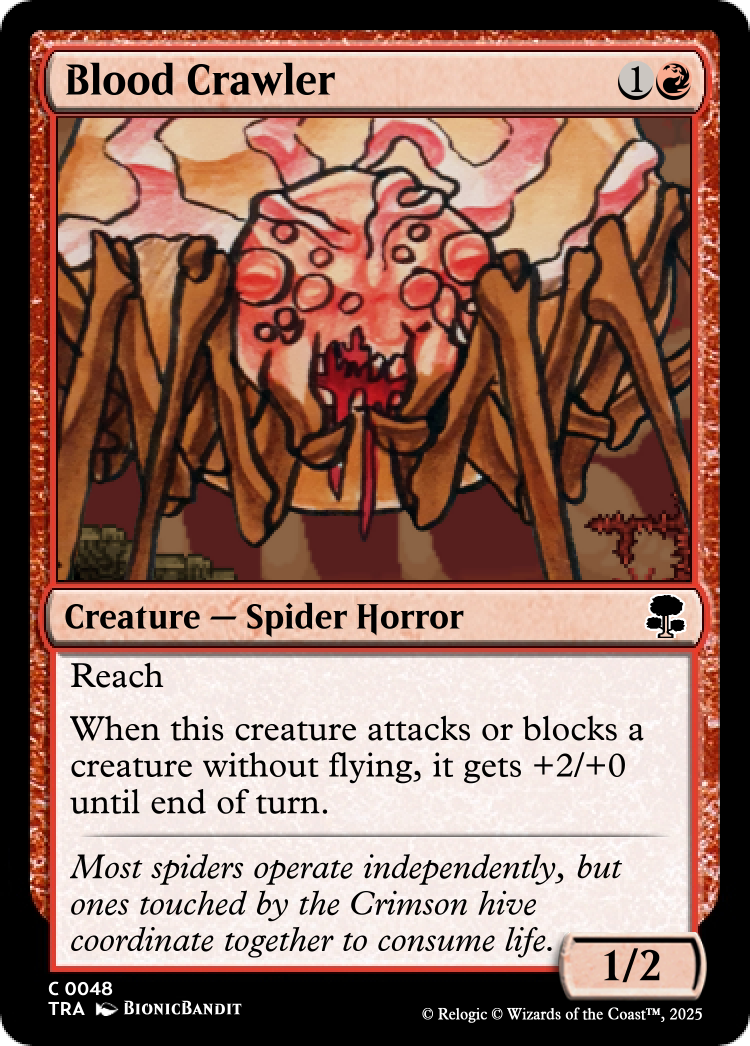 Blood Crawler 1
Creature — Spider Horror
Reach
When this creature attacks or blocks a
creature without flying, it gets +2/+0
until end of turn.
Most spiders operate independently, but
ones touched by the Crimson hive
coordinate together to consume life.
1/2
C 0048
TRA BionicBandit
© Relogic © Wizards of the Coast™, 2025